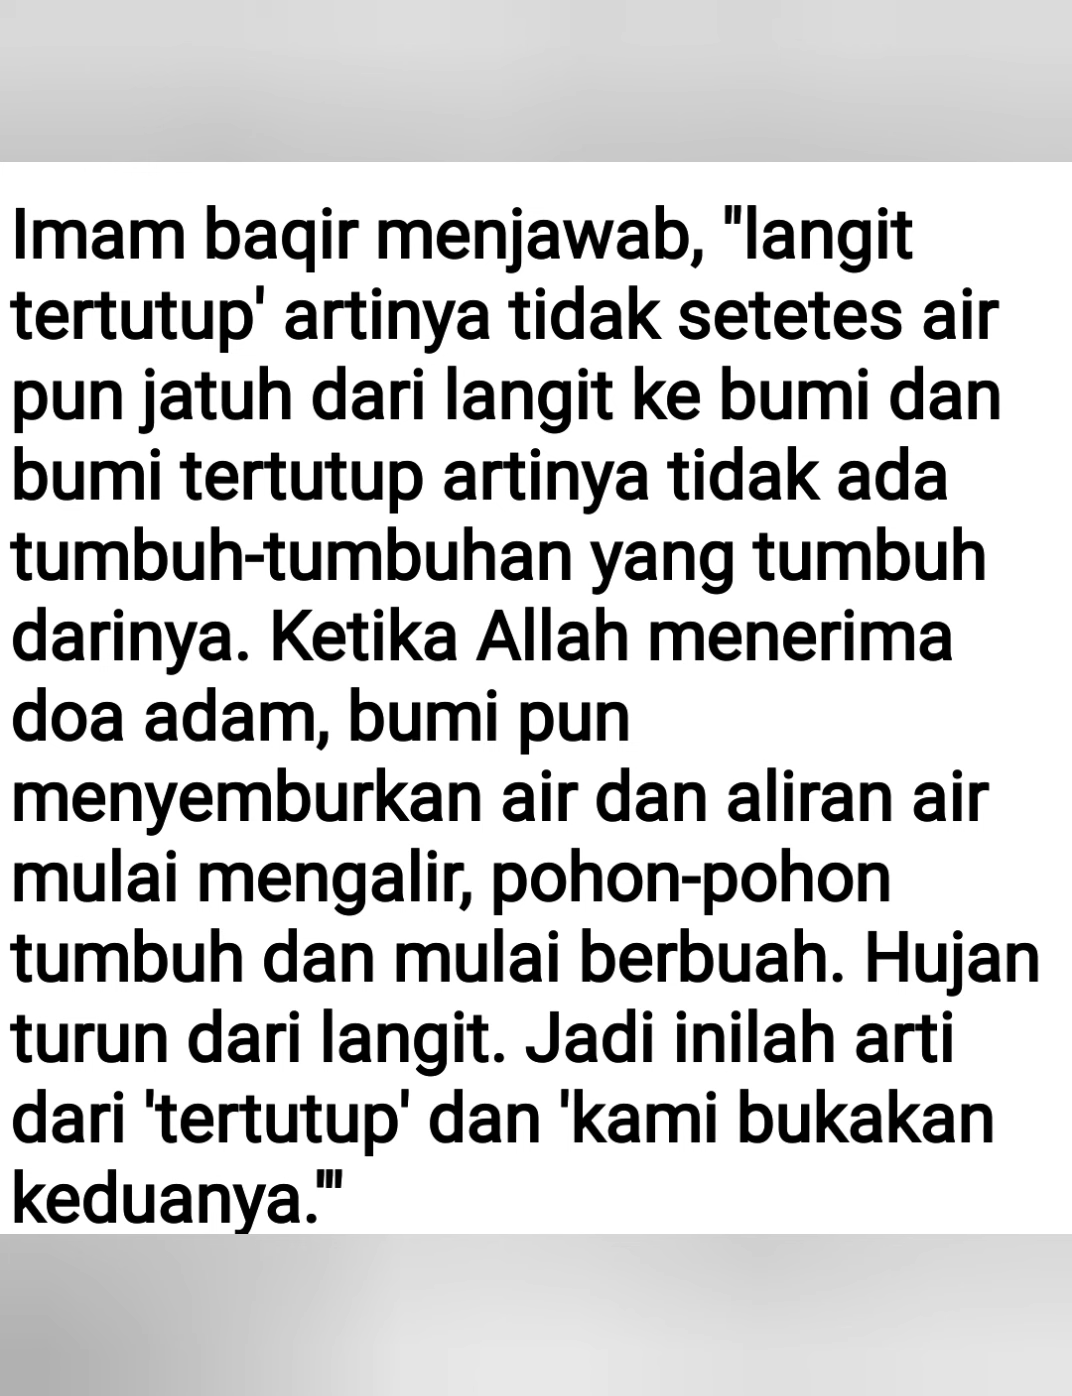 Imam baqir menjawab, "langit
tertutup' artinya tidak setetes air
pun jatuh dari langit ke bumi dan
bumi tertutup artinya tidak ada
tumbuh-tumbuhan yang tumbuh
darinya. Ketika Allah menerima
doa adam, bumi pun
menyemburkan air dan aliran air
mulai mengalir, pohon-pohon
tumbuh dan mulai berbuah. Hujan
turun dari langit. Jadi inilah arti
dari 'tertutup' dan 'kami bukakan
keduanya.'"